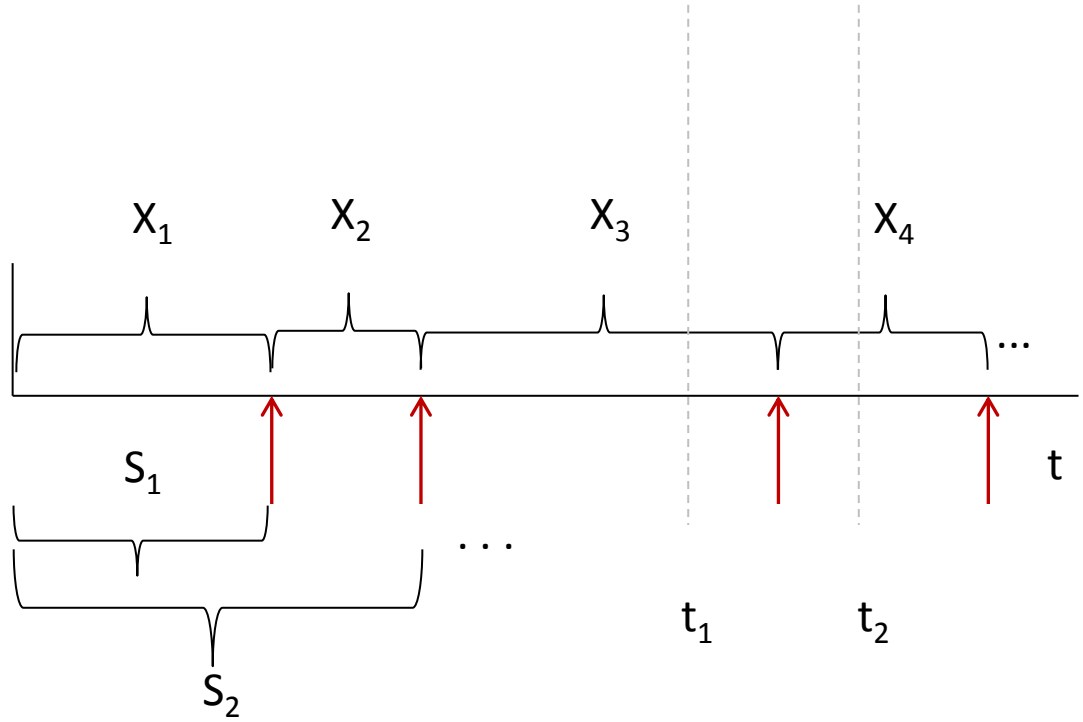 X₁ X₂ X₃ X₄
...
S₁ t
. . .
t₁ t₂
S₂